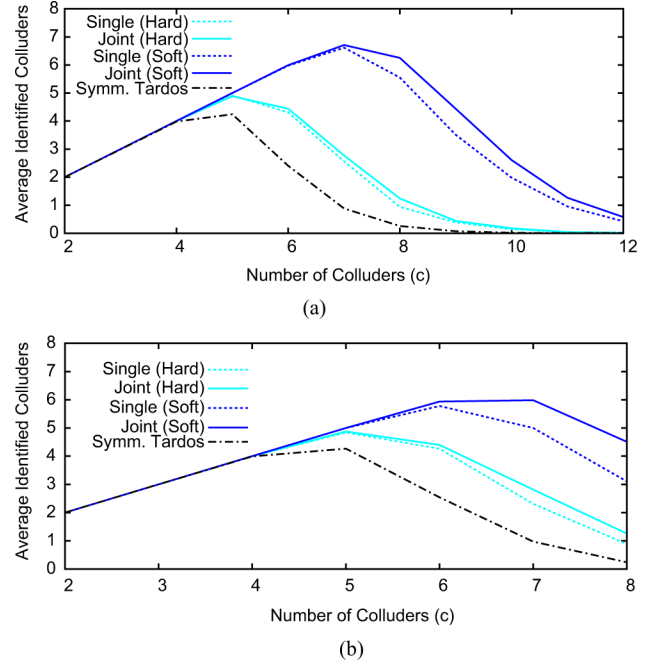 8
7
6
5
4
3
2
1
0
Average Identified Colluders
Single (Hard)
Joint (Hard)
Single (Soft)
Joint (Soft)
Symm. Tardos
2 4 6 8 10 12
Number of Colluders (c)
(a)
8
7
6
5
4
3
2
1
0
Average Identified Colluders
Single (Hard)
Joint (Hard)
Single (Soft)
Joint (Soft)
Symm. Tardos
2 3 4 5 6 7 8
Number of Colluders (c)
(b)